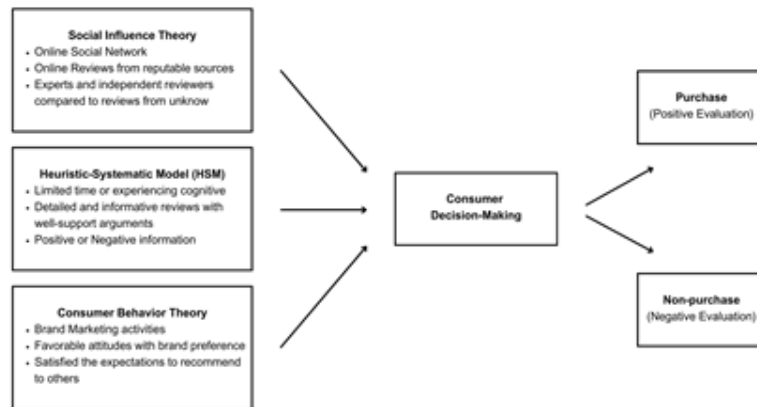 Social Influence Theory
• Online Social Network
• Online Reviews from reputable sources
• Experts and independent reviewers
compared to reviews from unknow
Heuristic-Systematic Model (HSM)
• Limited time or experiencing cognitive
• Detailed and informative reviews with
well-support arguments
• Positive or Negative information
Consumer Behavior Theory
• Brand Marketing activities
• Favorable attitudes with brand preference
• Satisfied the expectations to recommend
to others
Consumer
Decision-Making
Purchase
(Positive Evaluation)
Non-purchase
(Negative Evaluation)